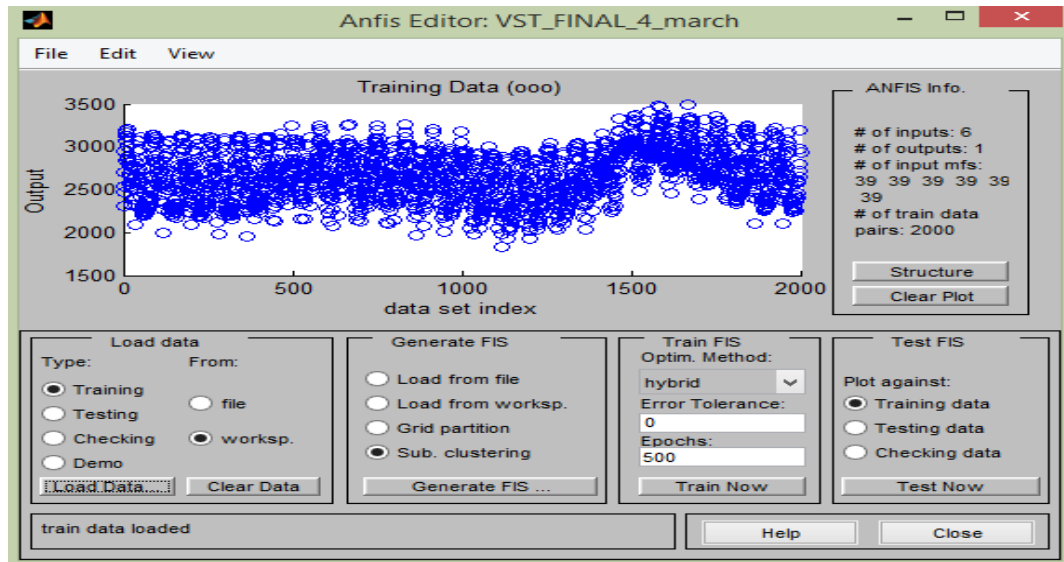 Anfis Editor: VST_FINAL_4_march
File Edit View
Training Data (ooo)
3500
3000
2500
2000
1500
Output
0 500 1000 1500 2000
data set index
ANFIS Info.
# of inputs: 6
# of outputs: 1
# of input mfs:
39 39 39 39 39
39
# of train data
pairs: 2000
Structure
Clear Plot
Load data
Type: From:
Training
Testing
Checking
Demo
file
worksp.
Load Data... Clear Data
Generate FIS
Load from file
Load from worksp.
Grid partition
Sub. clustering
Generate FIS ...
Train FIS
Optim. Method:
hybrid
Error Tolerance:
0
Epochs:
500
Train Now
Test FIS
Plot against:
Training data
Testing data
Checking data
Test Now
train data loaded
Help Close